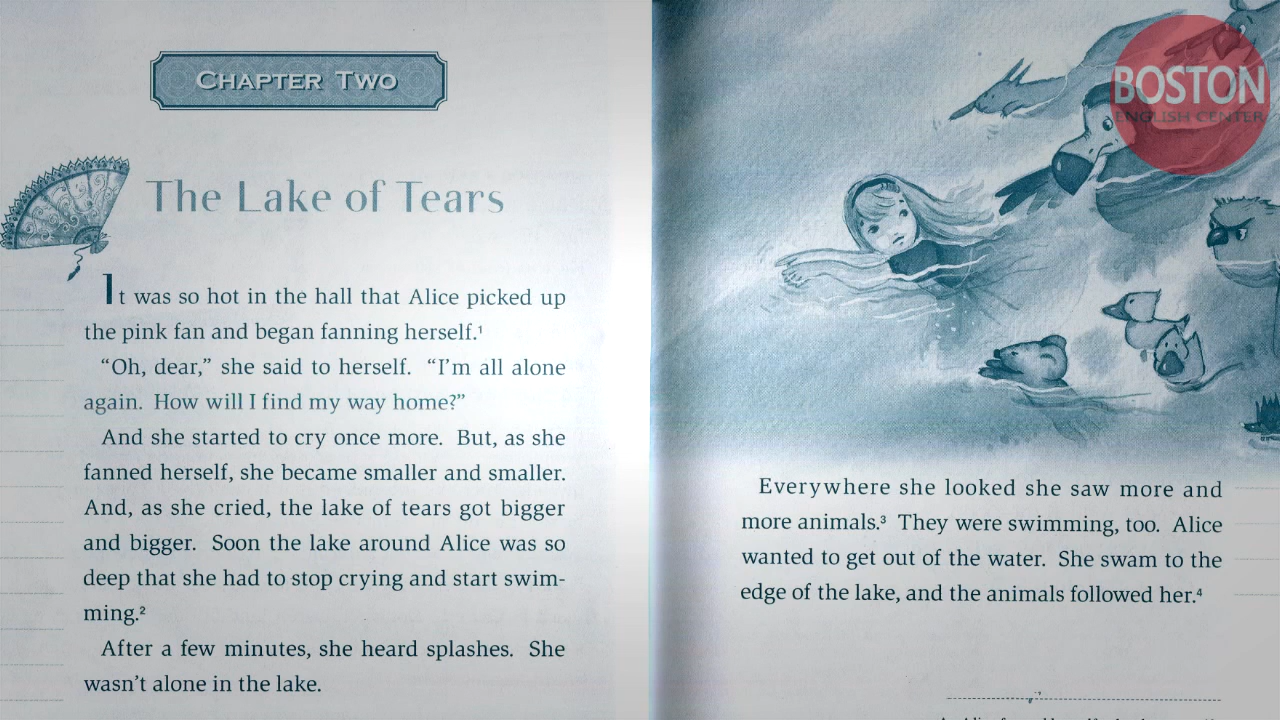 CHAPTER TWO
The Lake of Tears
It was so hot in the hall that Alice picked up
the pink fan and began fanning herself.¹
“Oh, dear,” she said to herself. “I’m all alone
again. How will I find my way home?”
And she started to cry once more. But, as she
fanned herself, she became smaller and smaller.
And, as she cried, the lake of tears got bigger
and bigger. Soon the lake around Alice was so
deep that she had to stop crying and start swim-
ming.²
After a few minutes, she heard splashes. She
wasn’t alone in the lake.
BOSTON
ENGLISH CENTER
Everywhere she looked she saw more and
more animals.³ They were swimming, too. Alice
wanted to get out of the water. She swam to the
edge of the lake, and the animals followed her.⁴